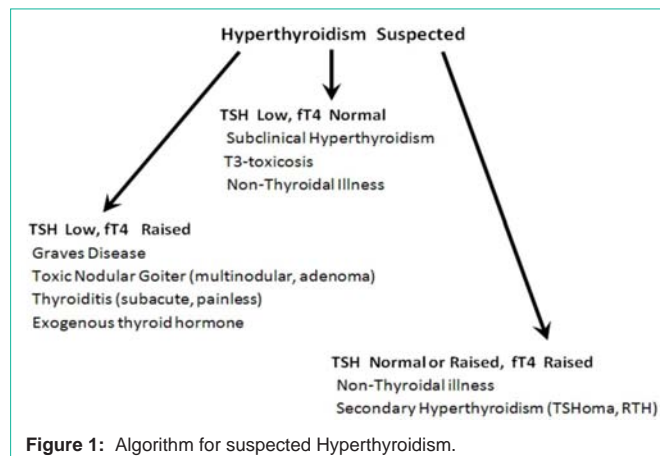 Hyperthyroidism Suspected
TSH Low, fT4 Normal
Subclinical Hyperthyroidism
T3-toxicosis
Non-Thyroidal Illness
TSH Low, fT4 Raised
Graves Disease
Toxic Nodular Goiter (multinodular, adenoma)
Thyroiditis (subacute, painless)
Exogenous thyroid hormone
TSH Normal or Raised, fT4 Raised
Non-Thyroidal illness
Secondary Hyperthyroidism (TSHoma, RTH)
Figure 1: Algorithm for suspected Hyperthyroidism.